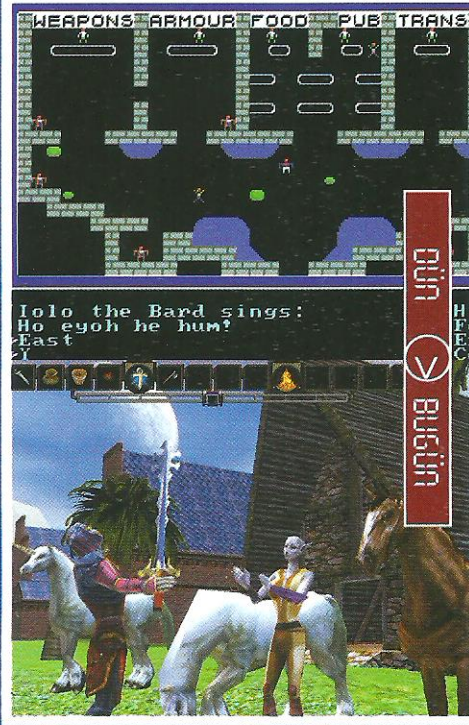 WEAPONS ARMOUR FOOD PUB TRANS
Iolo the Bard sings:
Ho eyoh he hum!
East
Y
H
F
E
C
DÜN
V
BUGÜN